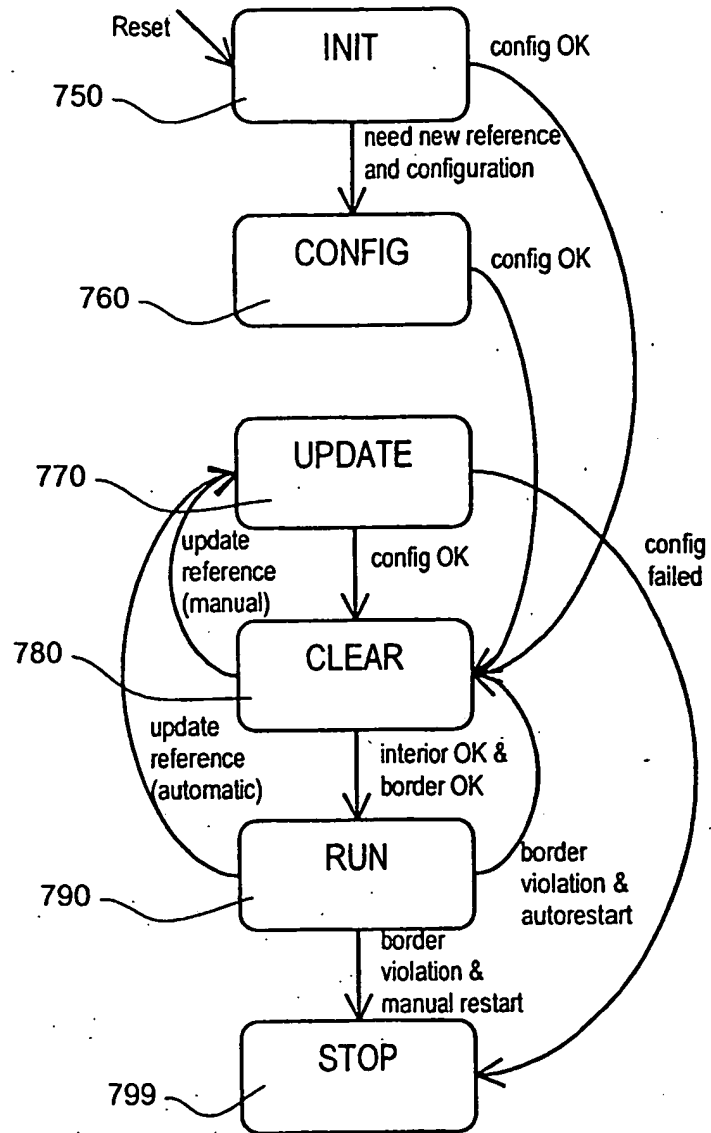 Reset
INIT
config OK
750
need new reference
and configuration
CONFIG
config OK
760
UPDATE
770
update
reference
(manual)
config OK
config
failed
780
CLEAR
update
reference
(automatic)
interior OK &
border OK
RUN
790
border
violation &
autorestart
border
violation &
manual restart
STOP
799